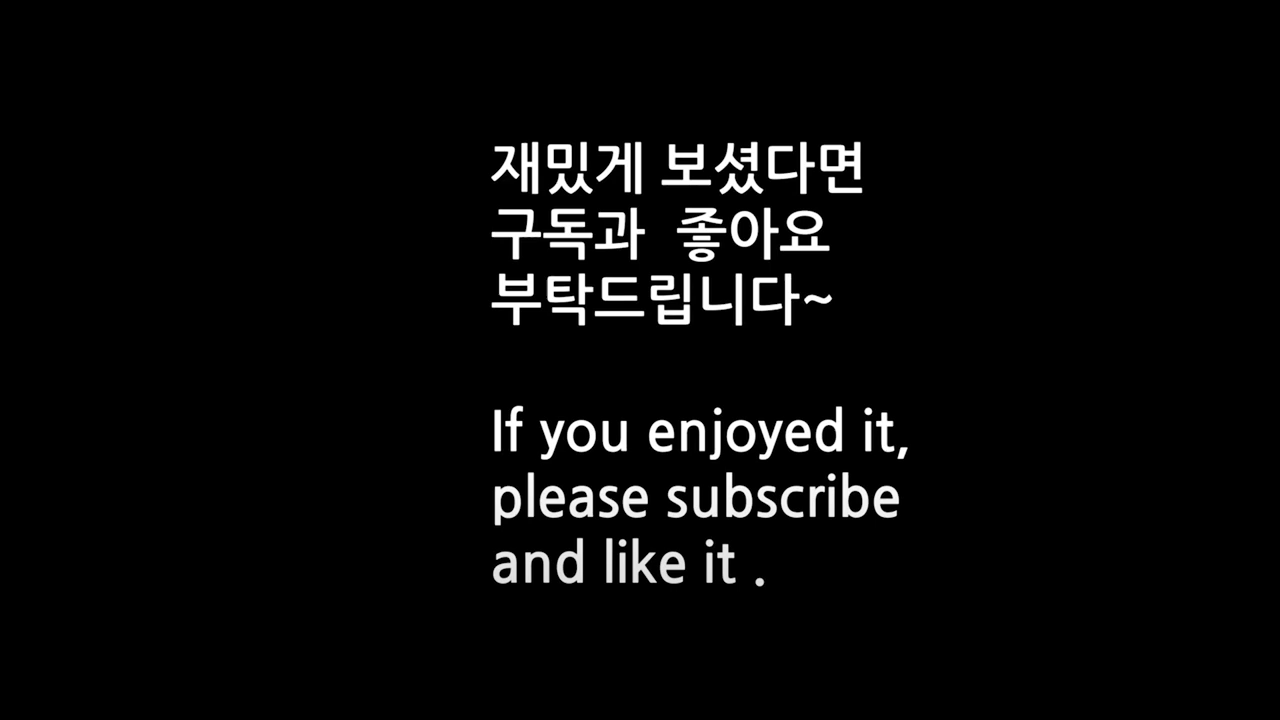 재밌게 보셨다면
구독과  좋아요
부탁드립니다~
If you enjoyed it,
please subscribe
and like it .